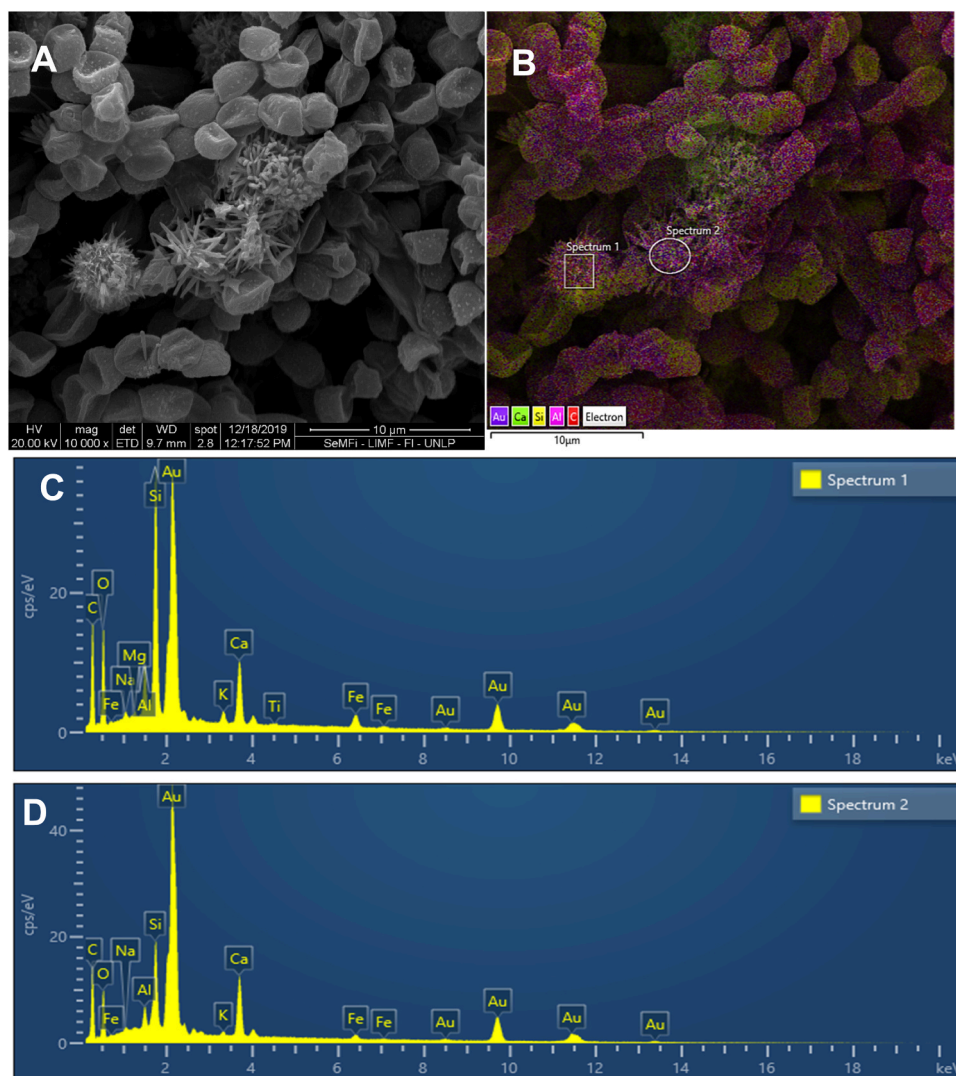 A
HV mag det WD spot 12/18/2019 10 µm
20.00 kV 10 000 x ETD 9.7 mm 2.8 12:17:52 PM SeMFi - LIMF - FI - UNLP
B
Spectrum 1
Spectrum 2
Au Ca Si Al C Electron
10µm
C
Spectrum 1
cps/eV
20
0
C
O
Fe
Na
Mg
Al
Si
Au
K
Ca
Ti
Fe
Fe
Au
Au
Au
Au
2 4 6 8 10 12 14 16 18 keV
D
Spectrum 2
cps/eV
40
20
0
C
O
Fe
Na
Al
Si
Au
K
Ca
Fe
Fe
Au
Au
Au
Au
2 4 6 8 10 12 14 16 18 keV